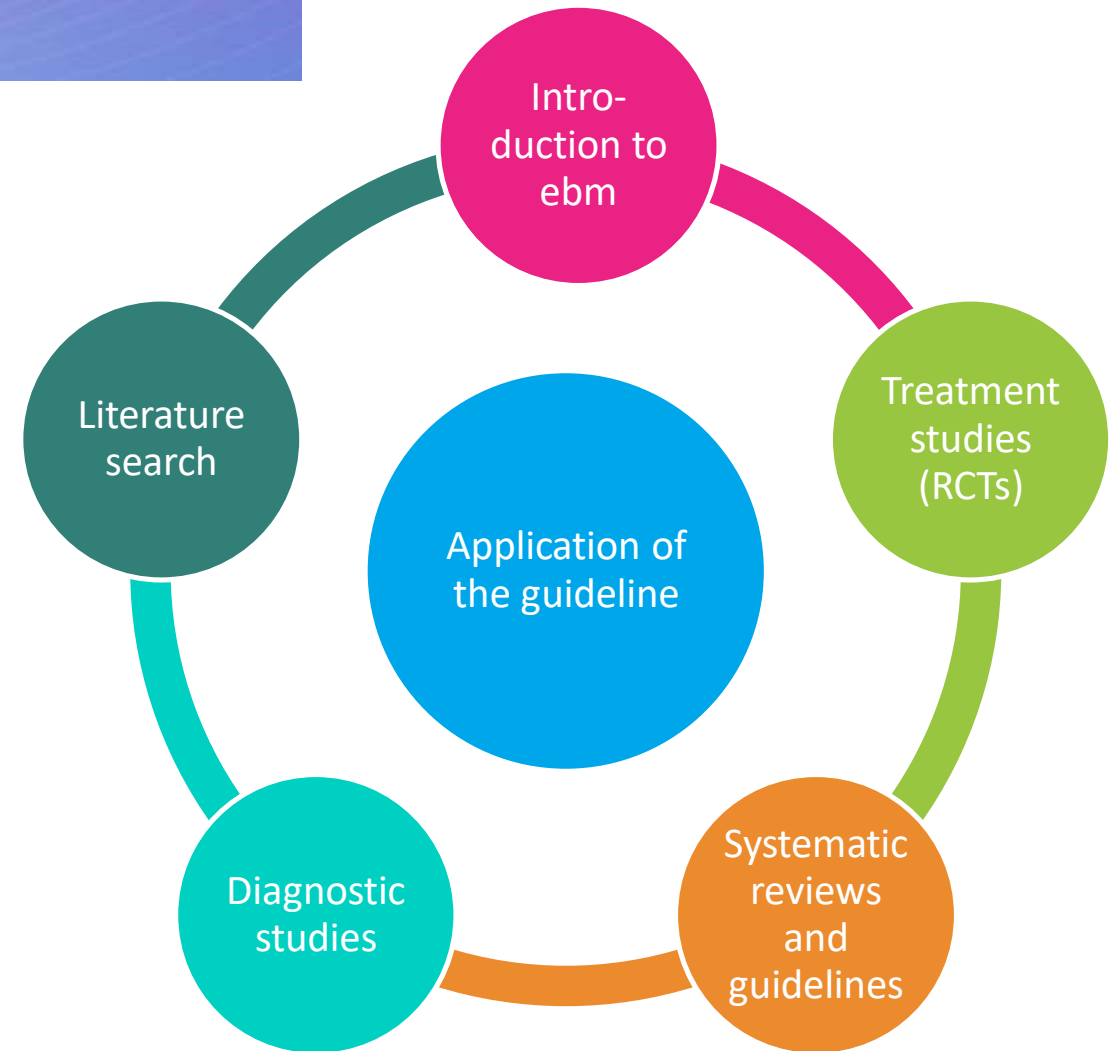 Intro-
duction to
ebm
Treatment
studies
(RCTs)
Systematic
reviews
and
guidelines
Diagnostic
studies
Literature
search
Application of
the guideline